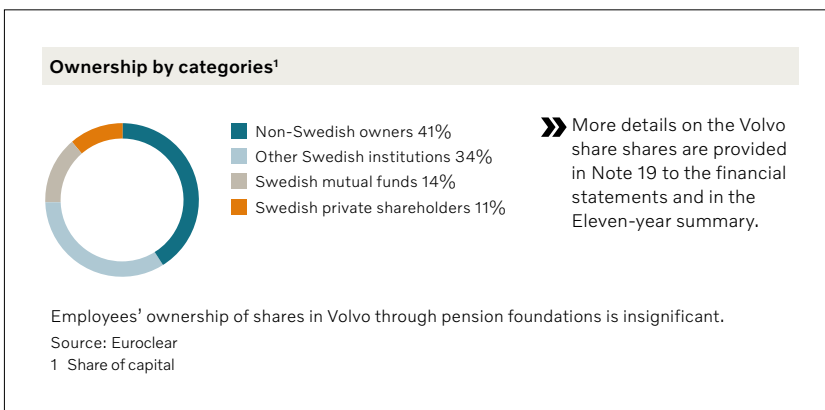 Ownership by categories¹
Non-Swedish owners 41%
Other Swedish institutions 34%
Swedish mutual funds 14%
Swedish private shareholders 11%
More details on the Volvo
share shares are provided
in Note 19 to the financial
statements and in the
Eleven-year summary.
Employees’ ownership of shares in Volvo through pension foundations is insignificant.
Source: Euroclear
1 Share of capital